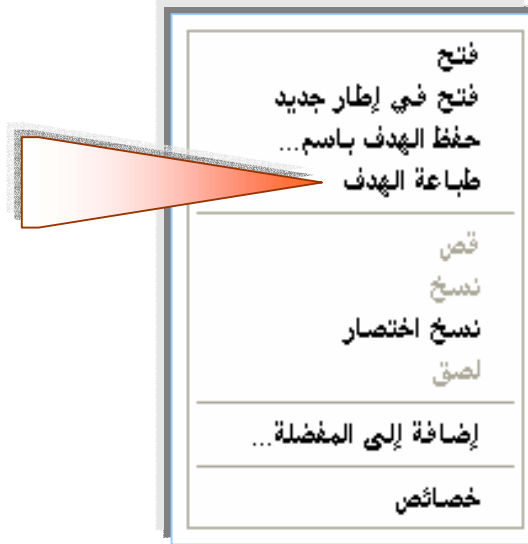 فتح
فتح في إطار جديد
حفظ الهدف باسم...
طباعة الهدف
قص
نسخ
نسخ اختصار
لصق
إضافة إلى المفضلة...
خصائص